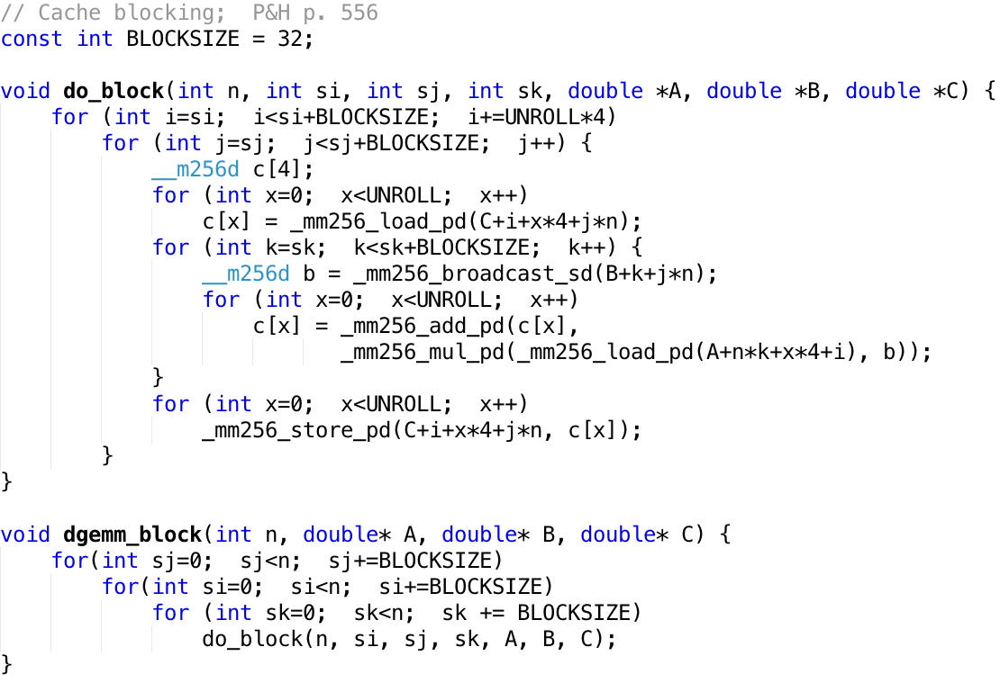 // Cache blocking;  P&H p. 556
const int BLOCKSIZE = 32;

void do_block(int n, int si, int sj, int sk, double *A, double *B, double *C) {
    for (int i=si;  i<si+BLOCKSIZE;  i+=UNROLL*4)
        for (int j=sj;  j<sj+BLOCKSIZE;  j++) {
            __m256d c[4];
            for (int x=0;  x<UNROLL;  x++)
                c[x] = _mm256_load_pd(C+i+x*4+j*n);
            for (int k=sk;  k<sk+BLOCKSIZE;  k++) {
                __m256d b = _mm256_broadcast_sd(B+k+j*n);
                for (int x=0;  x<UNROLL;  x++)
                    c[x] = _mm256_add_pd(c[x],
                           _mm256_mul_pd(_mm256_load_pd(A+n*k+x*4+i), b));
            }
            for (int x=0;  x<UNROLL;  x++)
                _mm256_store_pd(C+i+x*4+j*n, c[x]);
        }
}

void dgemm_block(int n, double* A, double* B, double* C) {
    for(int sj=0;  sj<n;  sj+=BLOCKSIZE)
        for(int si=0;  si<n;  si+=BLOCKSIZE)
            for (int sk=0;  sk<n;  sk += BLOCKSIZE)
                do_block(n, si, sj, sk, A, B, C);
}